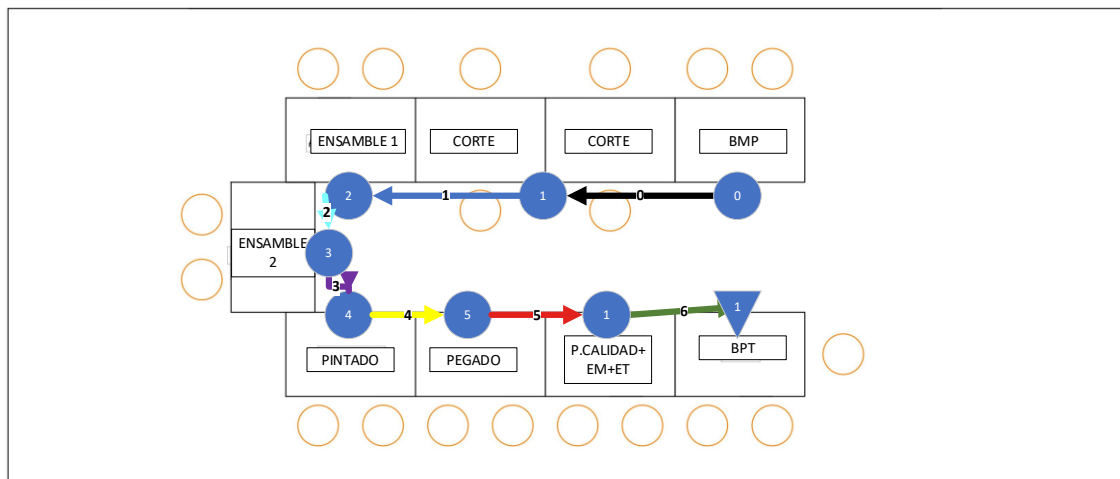 ENSAMBLE 1
CORTE
CORTE
BMP
2
1
1
0
0
2
ENSAMBLE
2
3
3
4
4
5
5
1
6
1
PINTADO
PEGADO
P.CALIDAD+
EM+ET
BPT